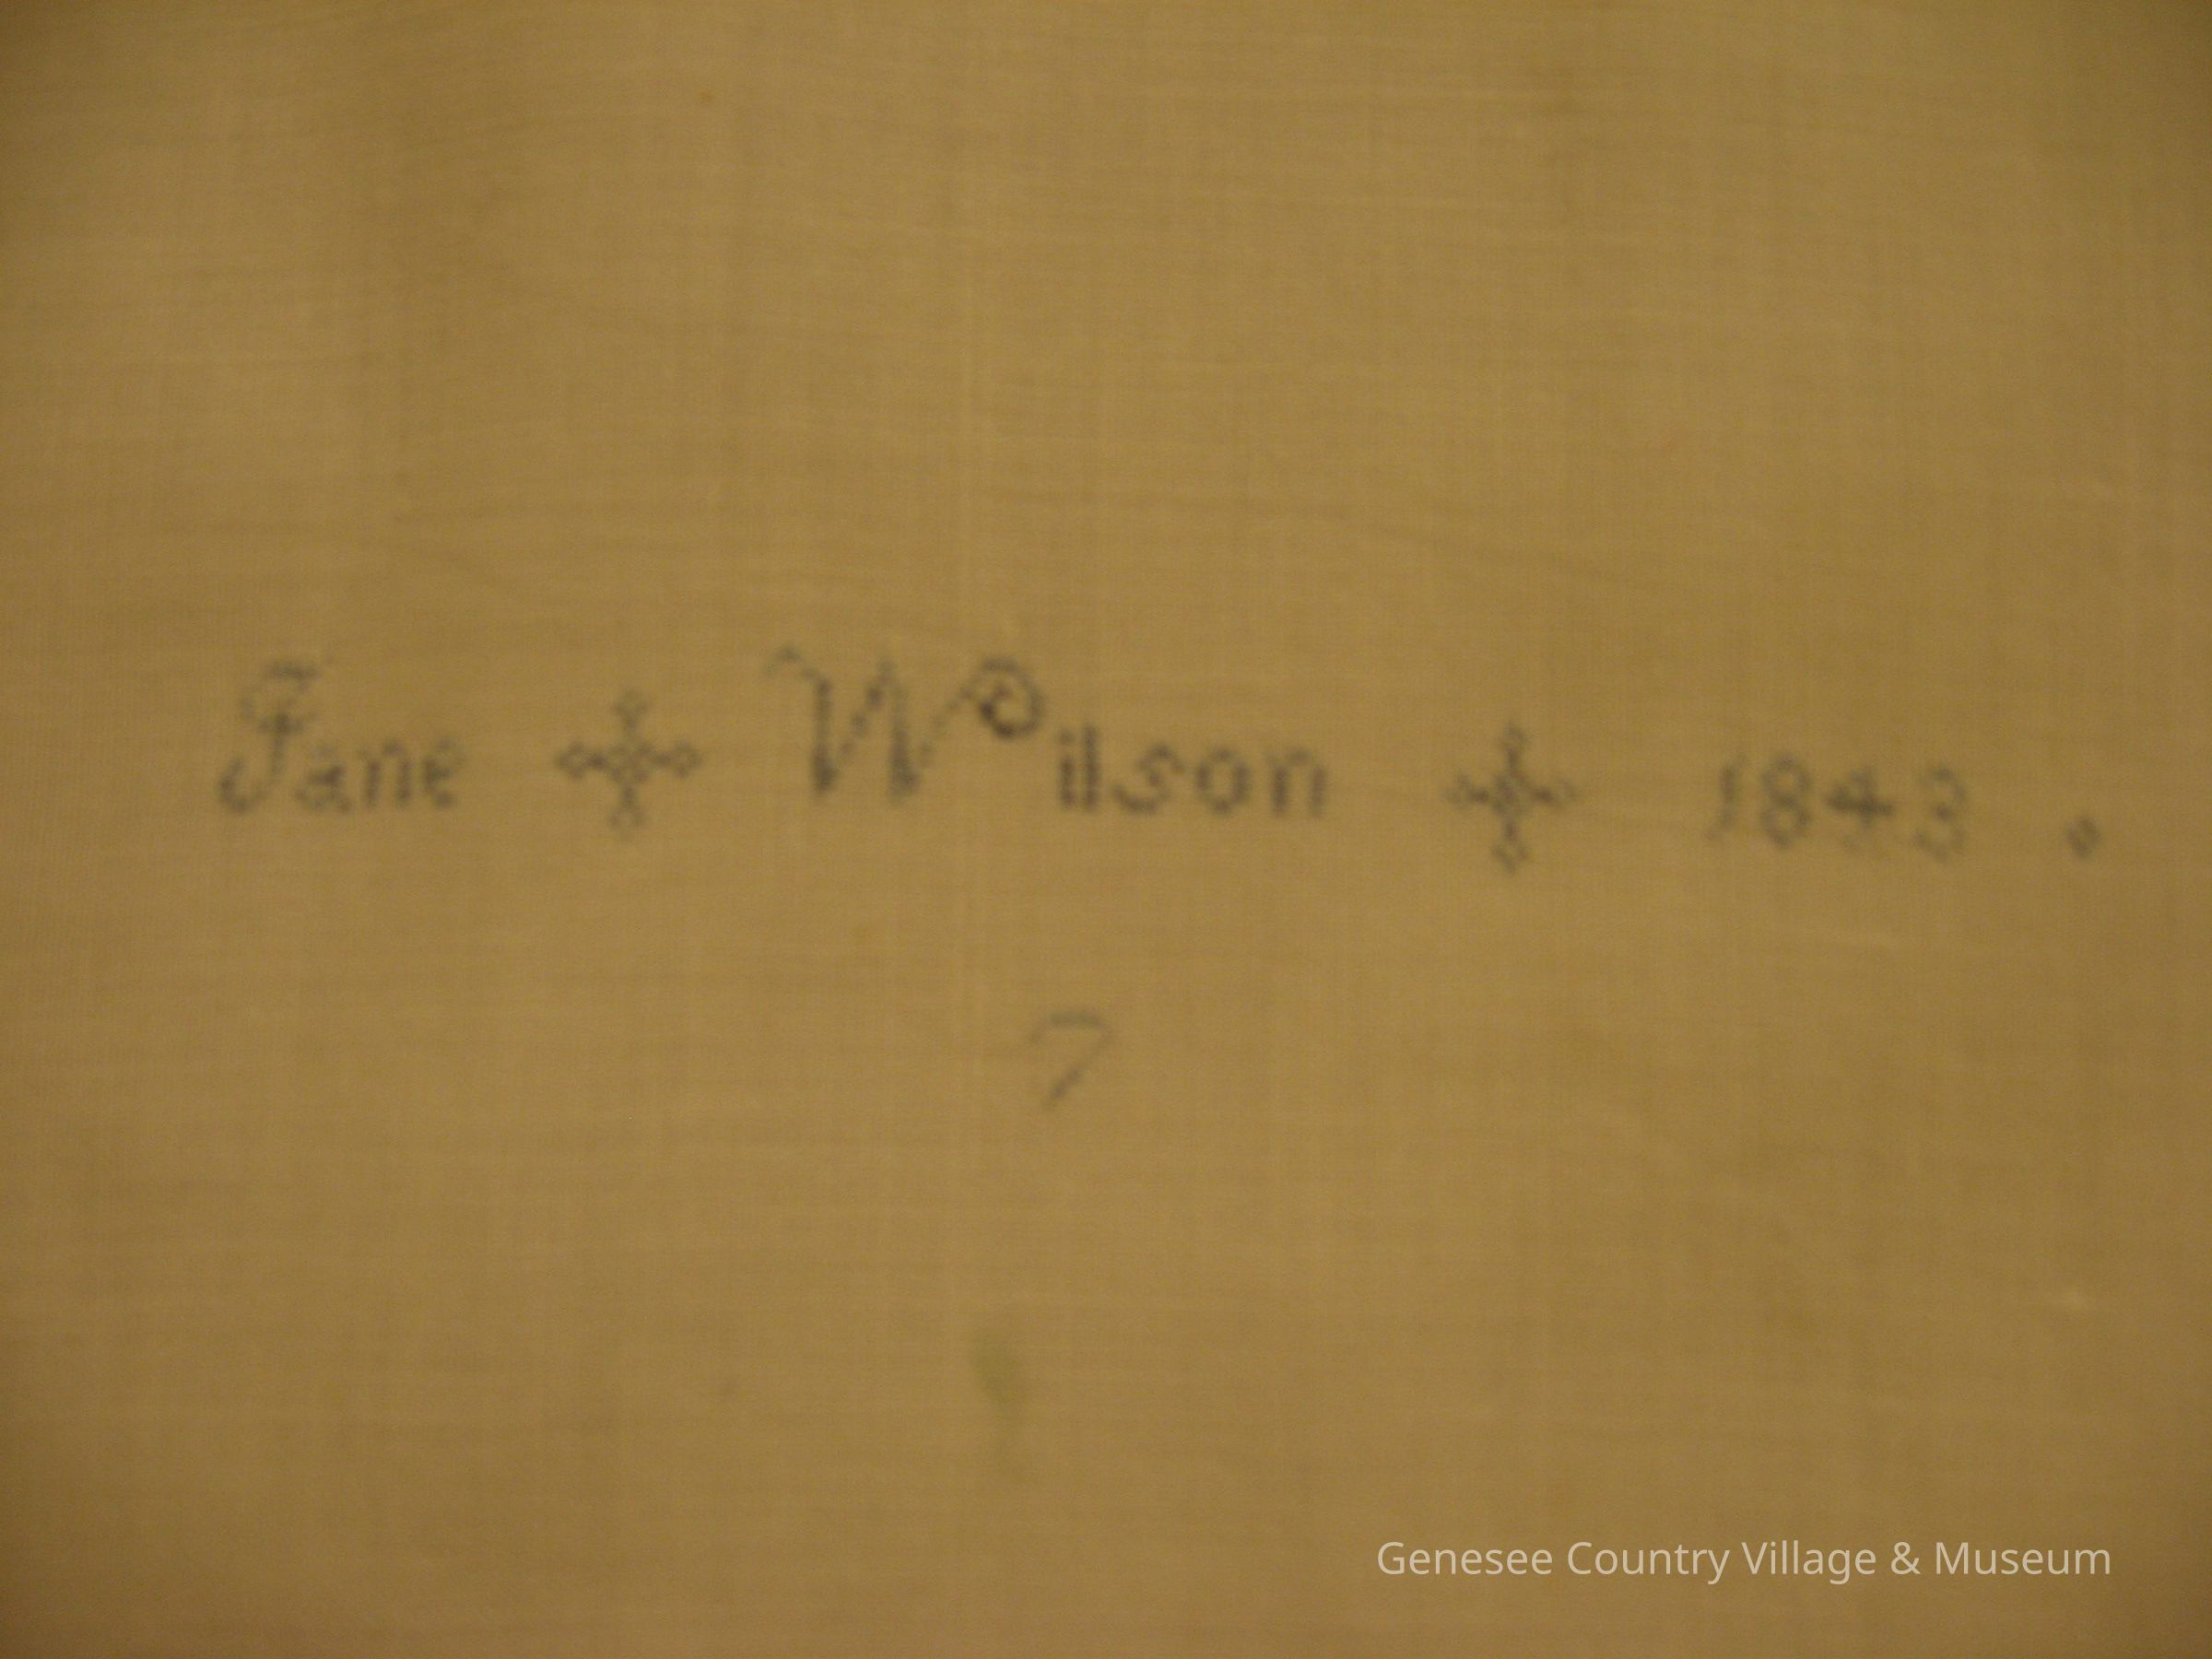 Jane Wilson 1843.
7
Genesee Country Village & Museum